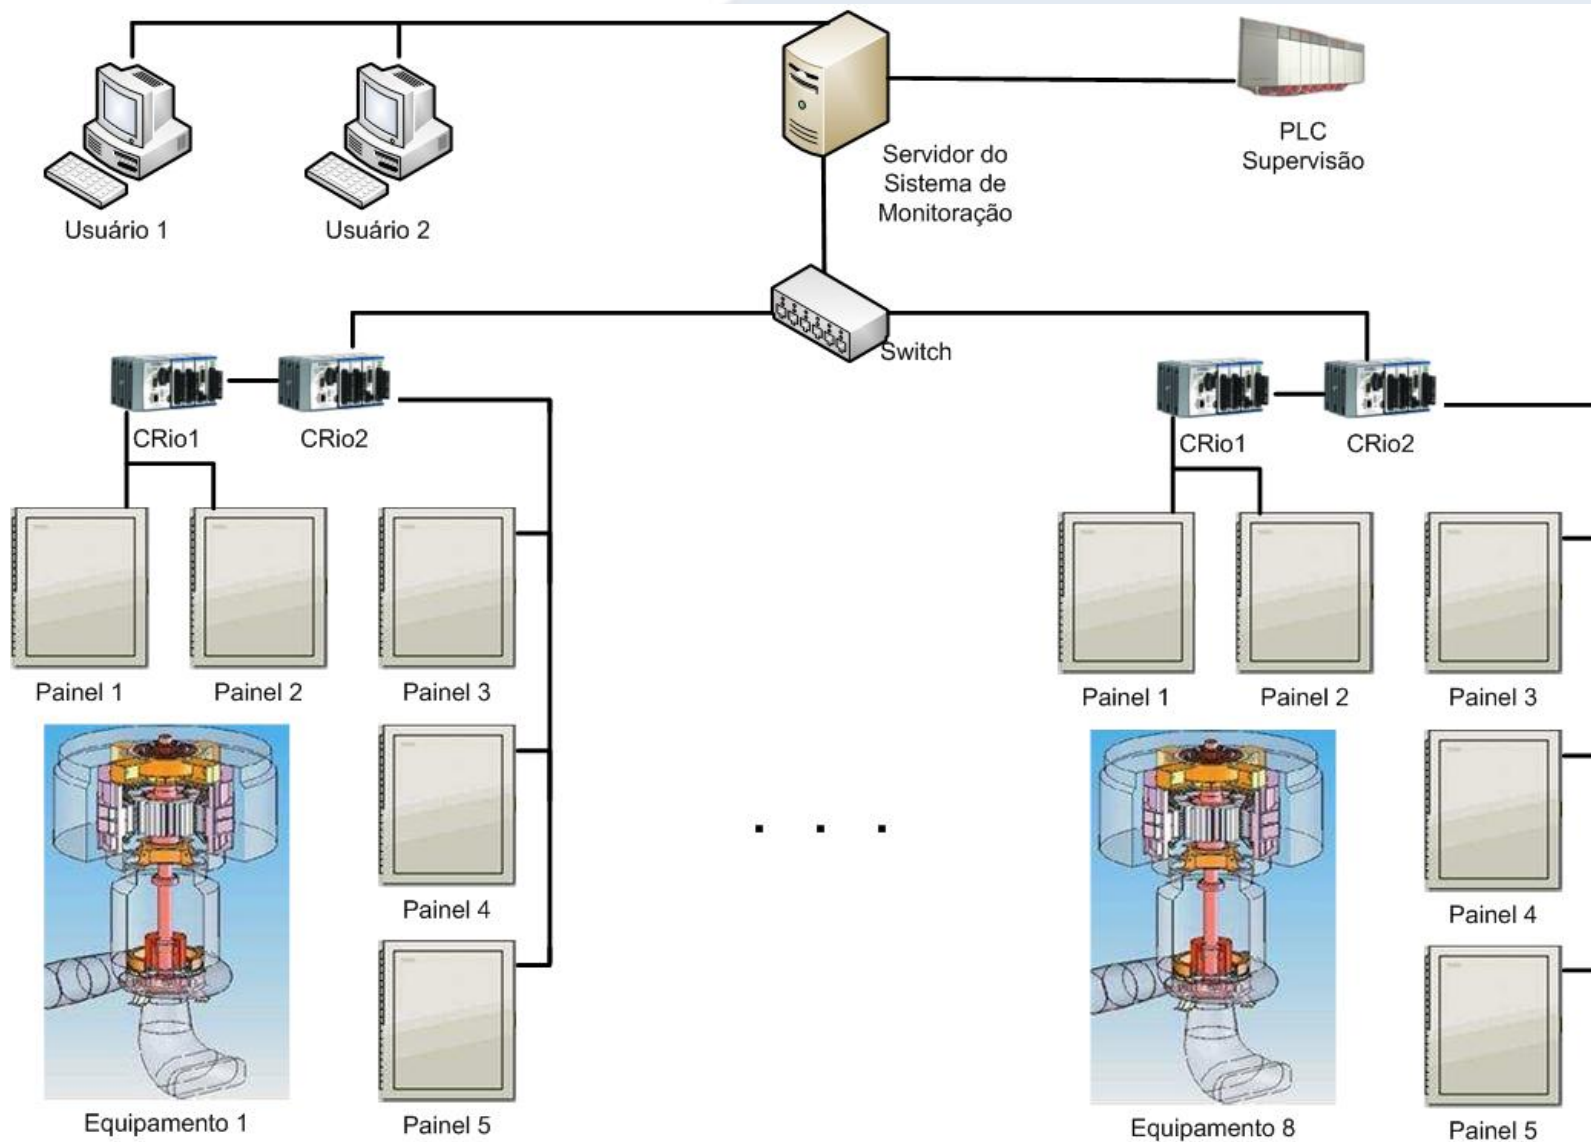 Usuário 1
Usuário 2
Servidor do
Sistema de
Monitoração
PLC
Supervisão
Switch
CRio1
CRio2
CRio1
CRio2
Painel 1
Painel 2
Painel 3
Painel 1
Painel 2
Painel 3
Painel 4
Painel 4
Equipamento 1
Painel 5
Equipamento 8
Painel 5